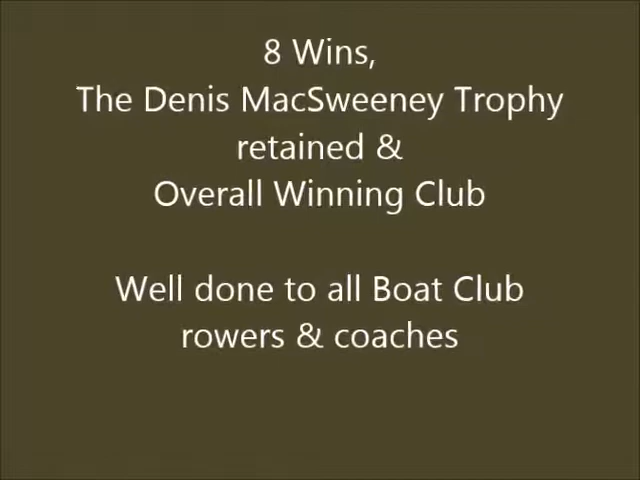 8 Wins,
The Denis MacSweeney Trophy
retained &
Overall Winning Club
Well done to all Boat Club
rowers & coaches